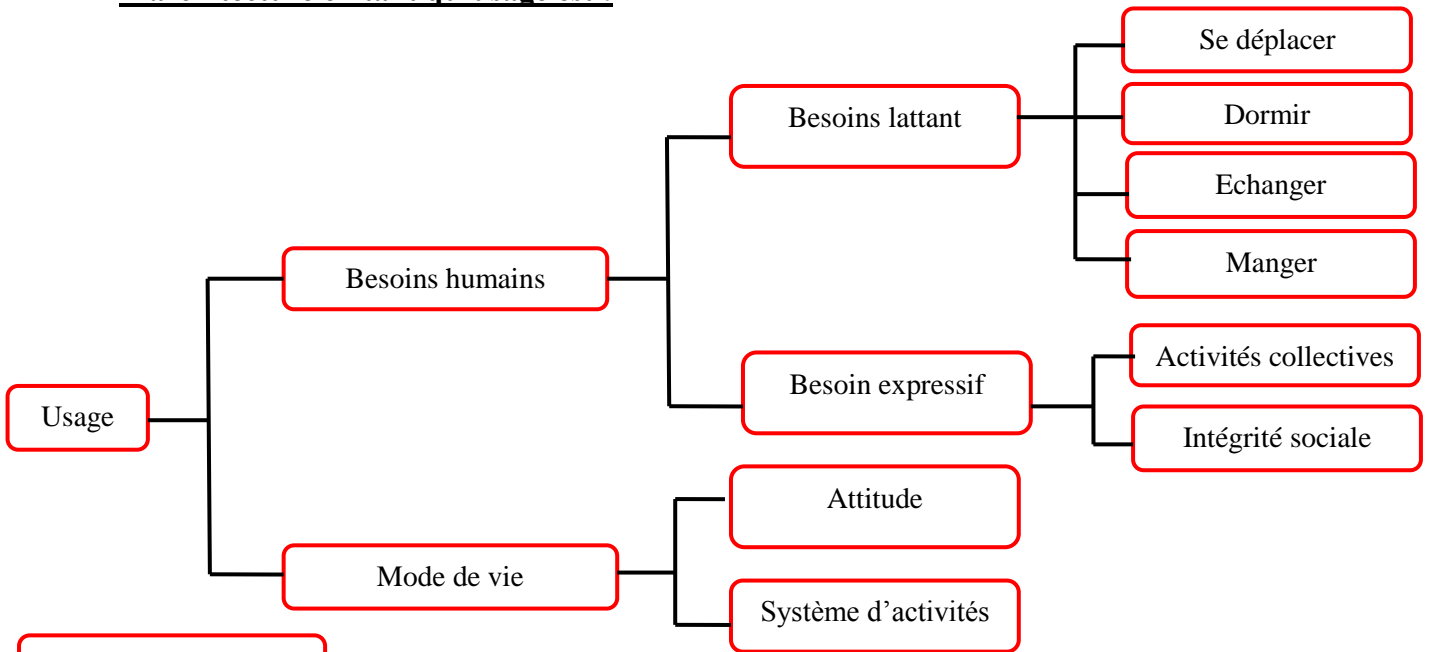 Se déplacer
Besoins lattant
Dormir
Echanger
Besoins humains
Manger
Activités collectives
Besoin expressif
Usage
Intégrité sociale
Attitude
Mode de vie
Système d’activités